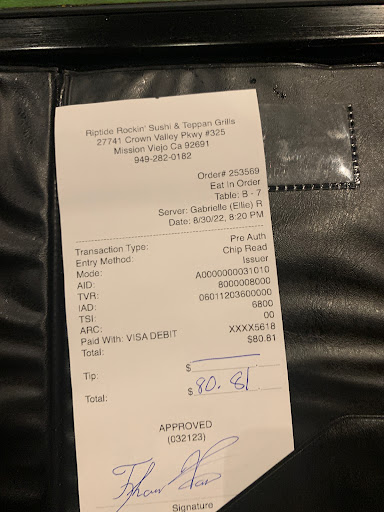 Riptide Rockin' Sushi & Teppan Grills
27741 Crown Valley Pkwy #325
Mission Viejo Ca 92691
949-282-0182
Order# 253569
Eat In Order
Table: B - 7
Server: Gabrielle (Ellie) R
Date: 8/30/22, 8:20 PM
Transaction Type: Pre Auth
Entry Method: Chip Read
Mode: Issuer
AID: A0000000031010
TVR: 8000008000
IAD: 06011203600000
TSI: 6800
ARC: 00
Paid With: VISA DEBIT XXXX5618
Total: $80.81
Tip: $
Total: $ 80.81
APPROVED
(032123)
Signature